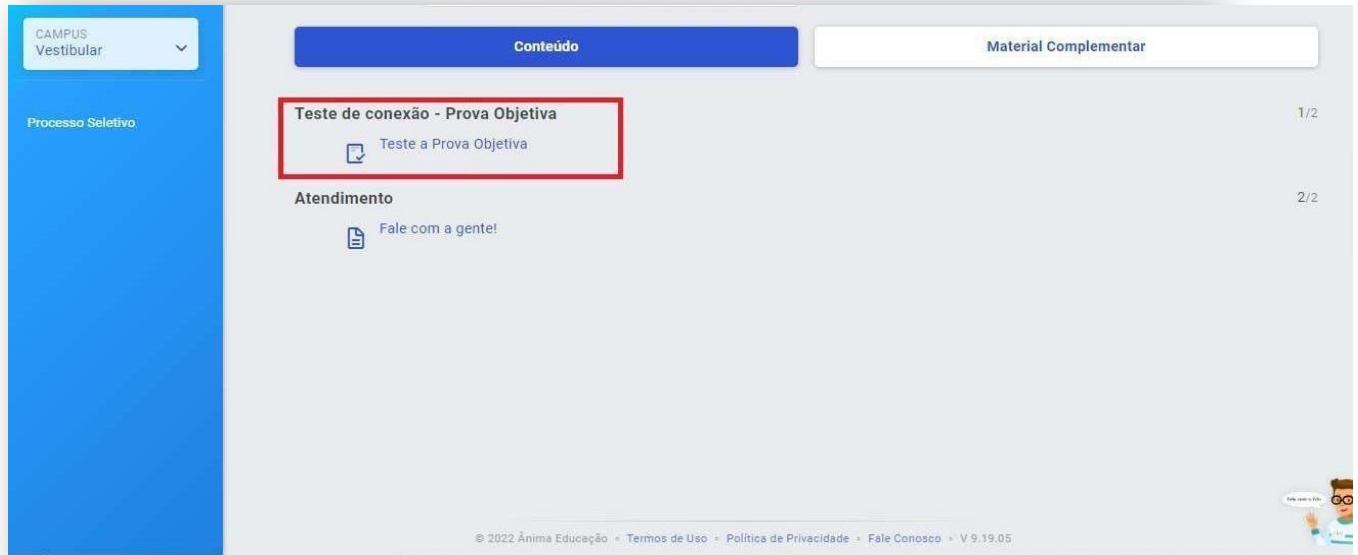 CAMPUS
Vestibular
Processo Seletivo
Conteúdo
Material Complementar
Teste de conexão - Prova Objetiva
1/2
Teste a Prova Objetiva
Atendimento
2/2
Fale com a gente!
© 2022 Ânima Educação • Termos de Uso • Política de Privacidade • Fale Conosco • V 9.19.05